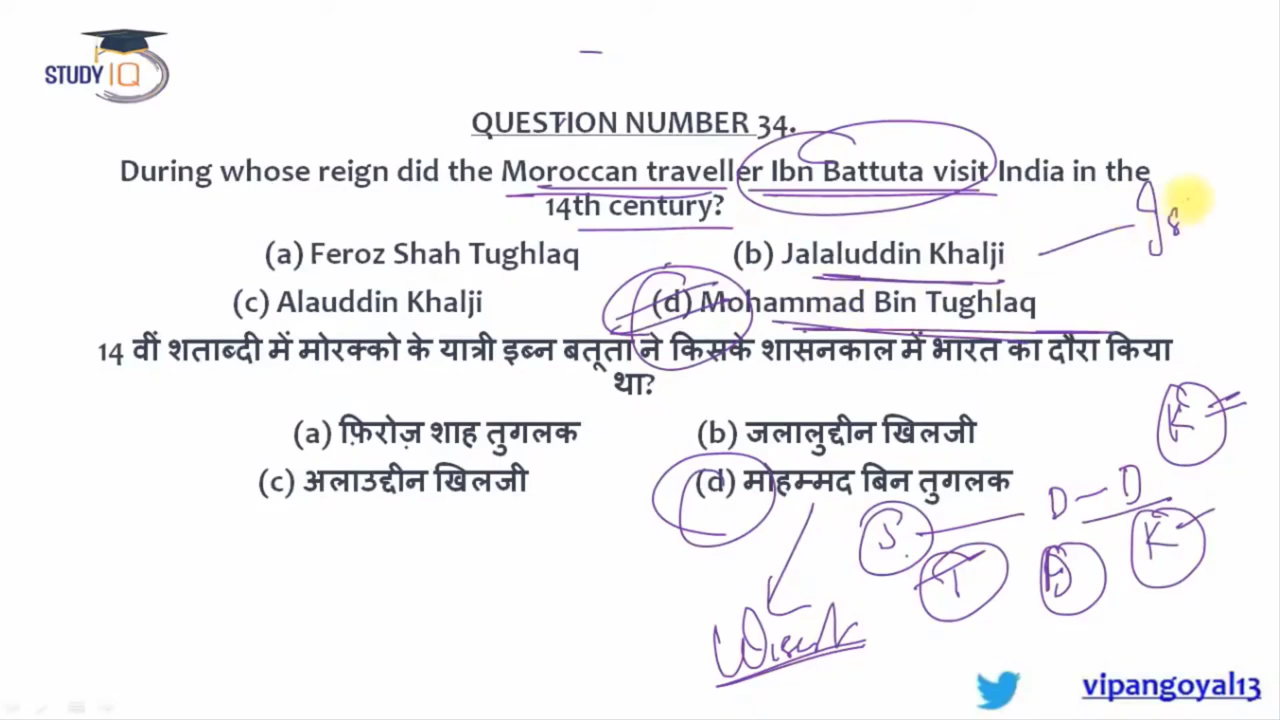 STUDY IQ
QUESTION NUMBER 34.
During whose reign did the Moroccan traveller Ibn Battuta visit India in the
14th century?
(a) Feroz Shah Tughlaq (b) Jalaluddin Khalji
(c) Alauddin Khalji (d) Mohammad Bin Tughlaq
14 वीं शताब्दी में मोरक्को के यात्री इब्न बतूता ने किसके शासनकाल में भारत का दौरा किया
था?
(a) फ़िरोज़ शाह तुगलक (b) जलालुद्दीन खिलजी
(c) अलाउद्दीन खिलजी (d) मोहम्मद बिन तुगलक
K
S D - D
T D K
vipangoyal13